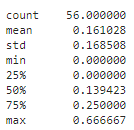 count 56.000000
mean 0.161028
std 0.168508
min 0.000000
25% 0.000000
50% 0.139423
75% 0.250000
max 0.666667